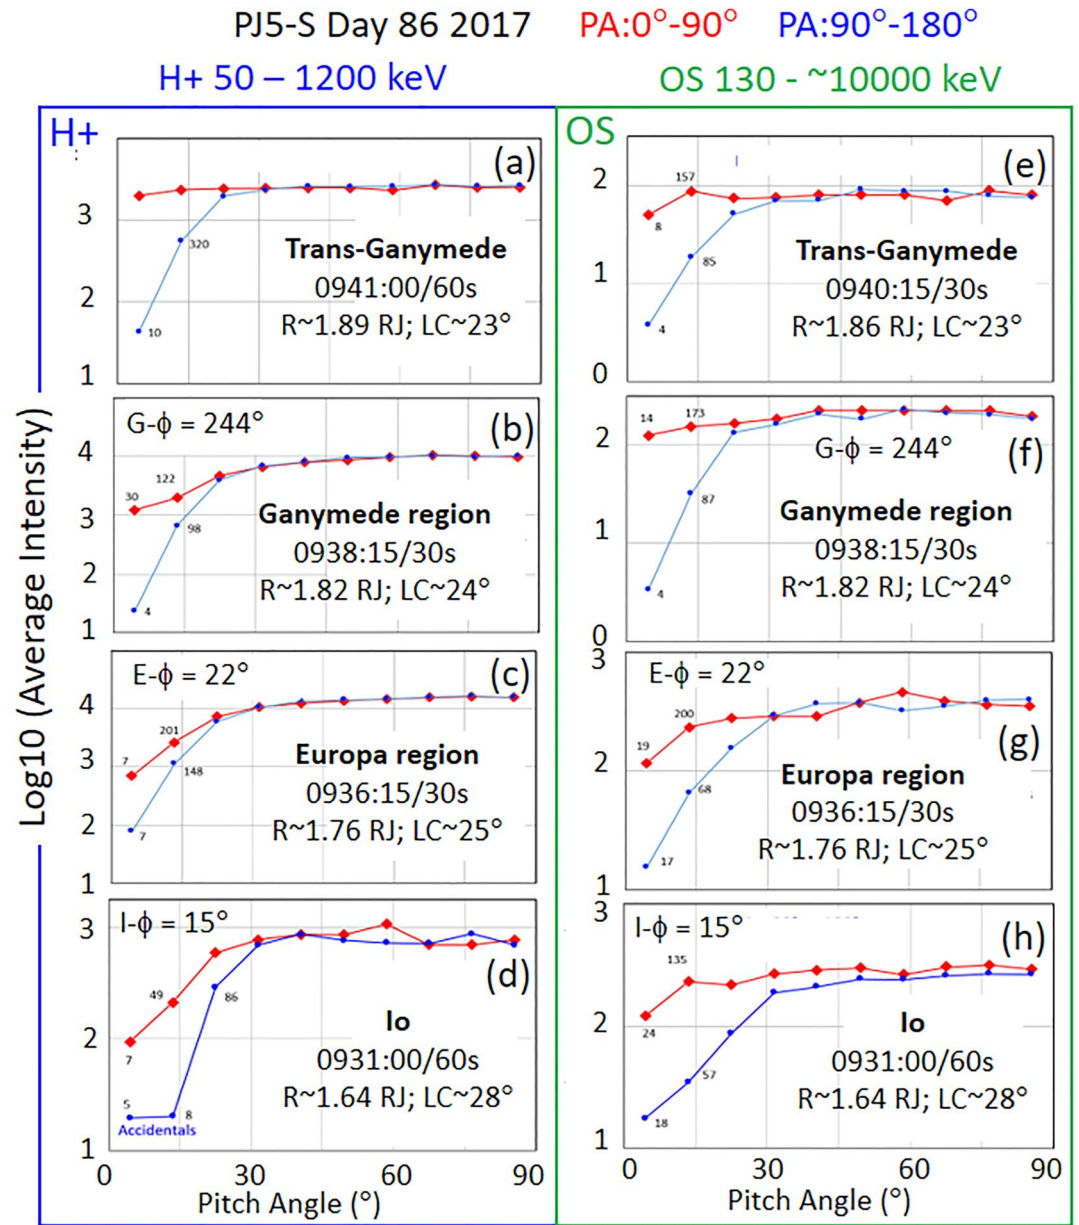 PJ5-S Day 86 2017 PA:0°-90° PA:90°-180°
H+ 50 – 1200 keV OS 130 - ~10000 keV
Log10 (Average Intensity)
H+
(a)
3
2
1
320
10
Trans-Ganymede
0941:00/60s
R~1.89 RJ; LC~23°
G-ϕ = 244°
(b)
4
3
2
1
30
122
98
4
Ganymede region
0938:15/30s
R~1.82 RJ; LC~24°
E-ϕ = 22°
(c)
4
3
2
1
7
201
148
7
Europa region
0936:15/30s
R~1.76 RJ; LC~25°
I-ϕ = 15°
(d)
3
2
1
49
7
86
5
8
Accidentals
Io
0931:00/60s
R~1.64 RJ; LC~28°
0 30 60 90
Pitch Angle (°)
OS
(e)
2
1
0
157
8
85
4
Trans-Ganymede
0940:15/30s
R~1.86 RJ; LC~23°
(f)
2
1
0
14
173
87
4
G-ϕ = 244°
Ganymede region
0938:15/30s
R~1.82 RJ; LC~24°
E-ϕ = 22°
(g)
3
2
1
19
200
68
17
Europa region
0936:15/30s
R~1.76 RJ; LC~25°
I-ϕ = 15°
(h)
3
2
1
135
24
57
18
Io
0931:00/60s
R~1.64 RJ; LC~28°
0 30 60 90
Pitch Angle (°)